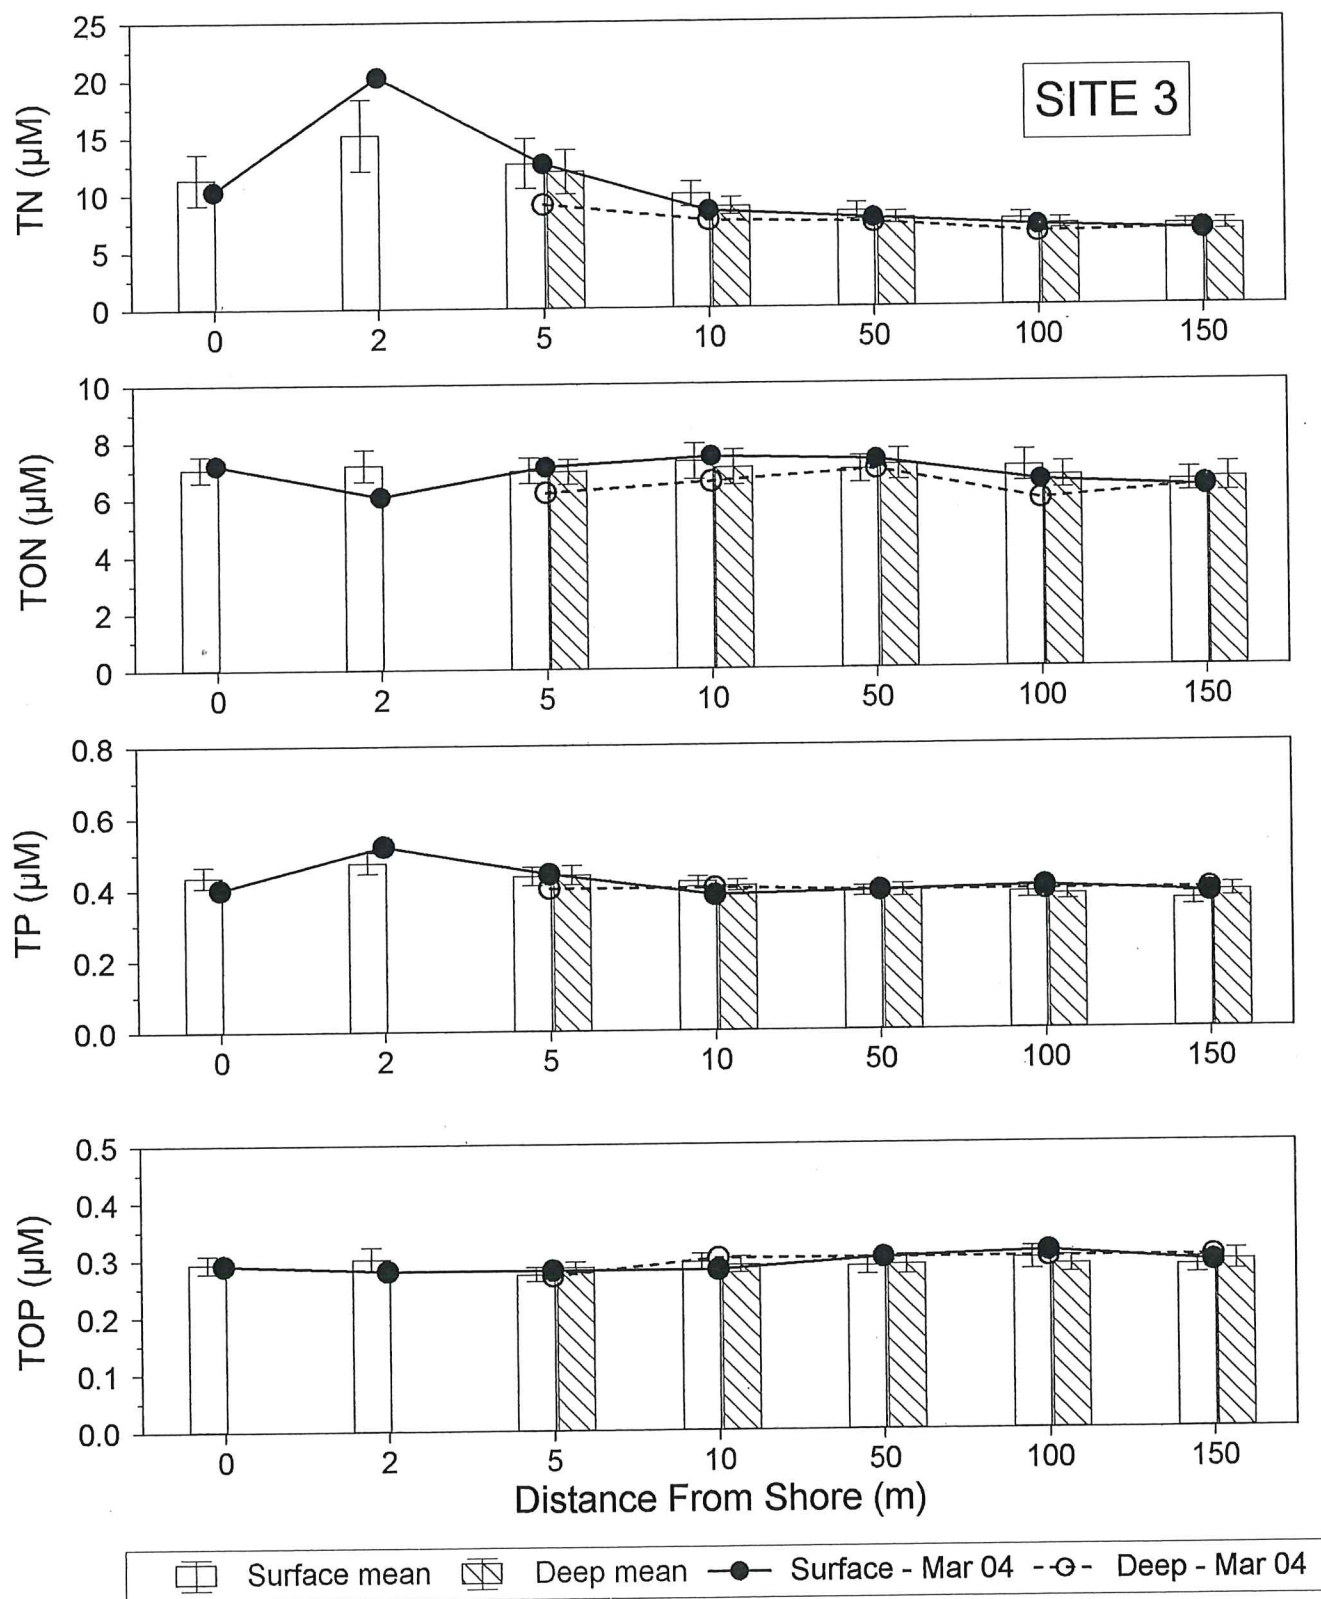 SITE 3
TN (µM)
25
20
15
10
5
0
0 2 5 10 50 100 150
TON (µM)
10
8
6
4
2
0
0 2 5 10 50 100 150
TP (µM)
0.8
0.6
0.4
0.2
0.0
0 2 5 10 50 100 150
TOP (µM)
0.5
0.4
0.3
0.2
0.1
0.0
0 2 5 10 50 100 150
Distance From Shore (m)
Surface mean Deep mean Surface - Mar 04 Deep - Mar 04